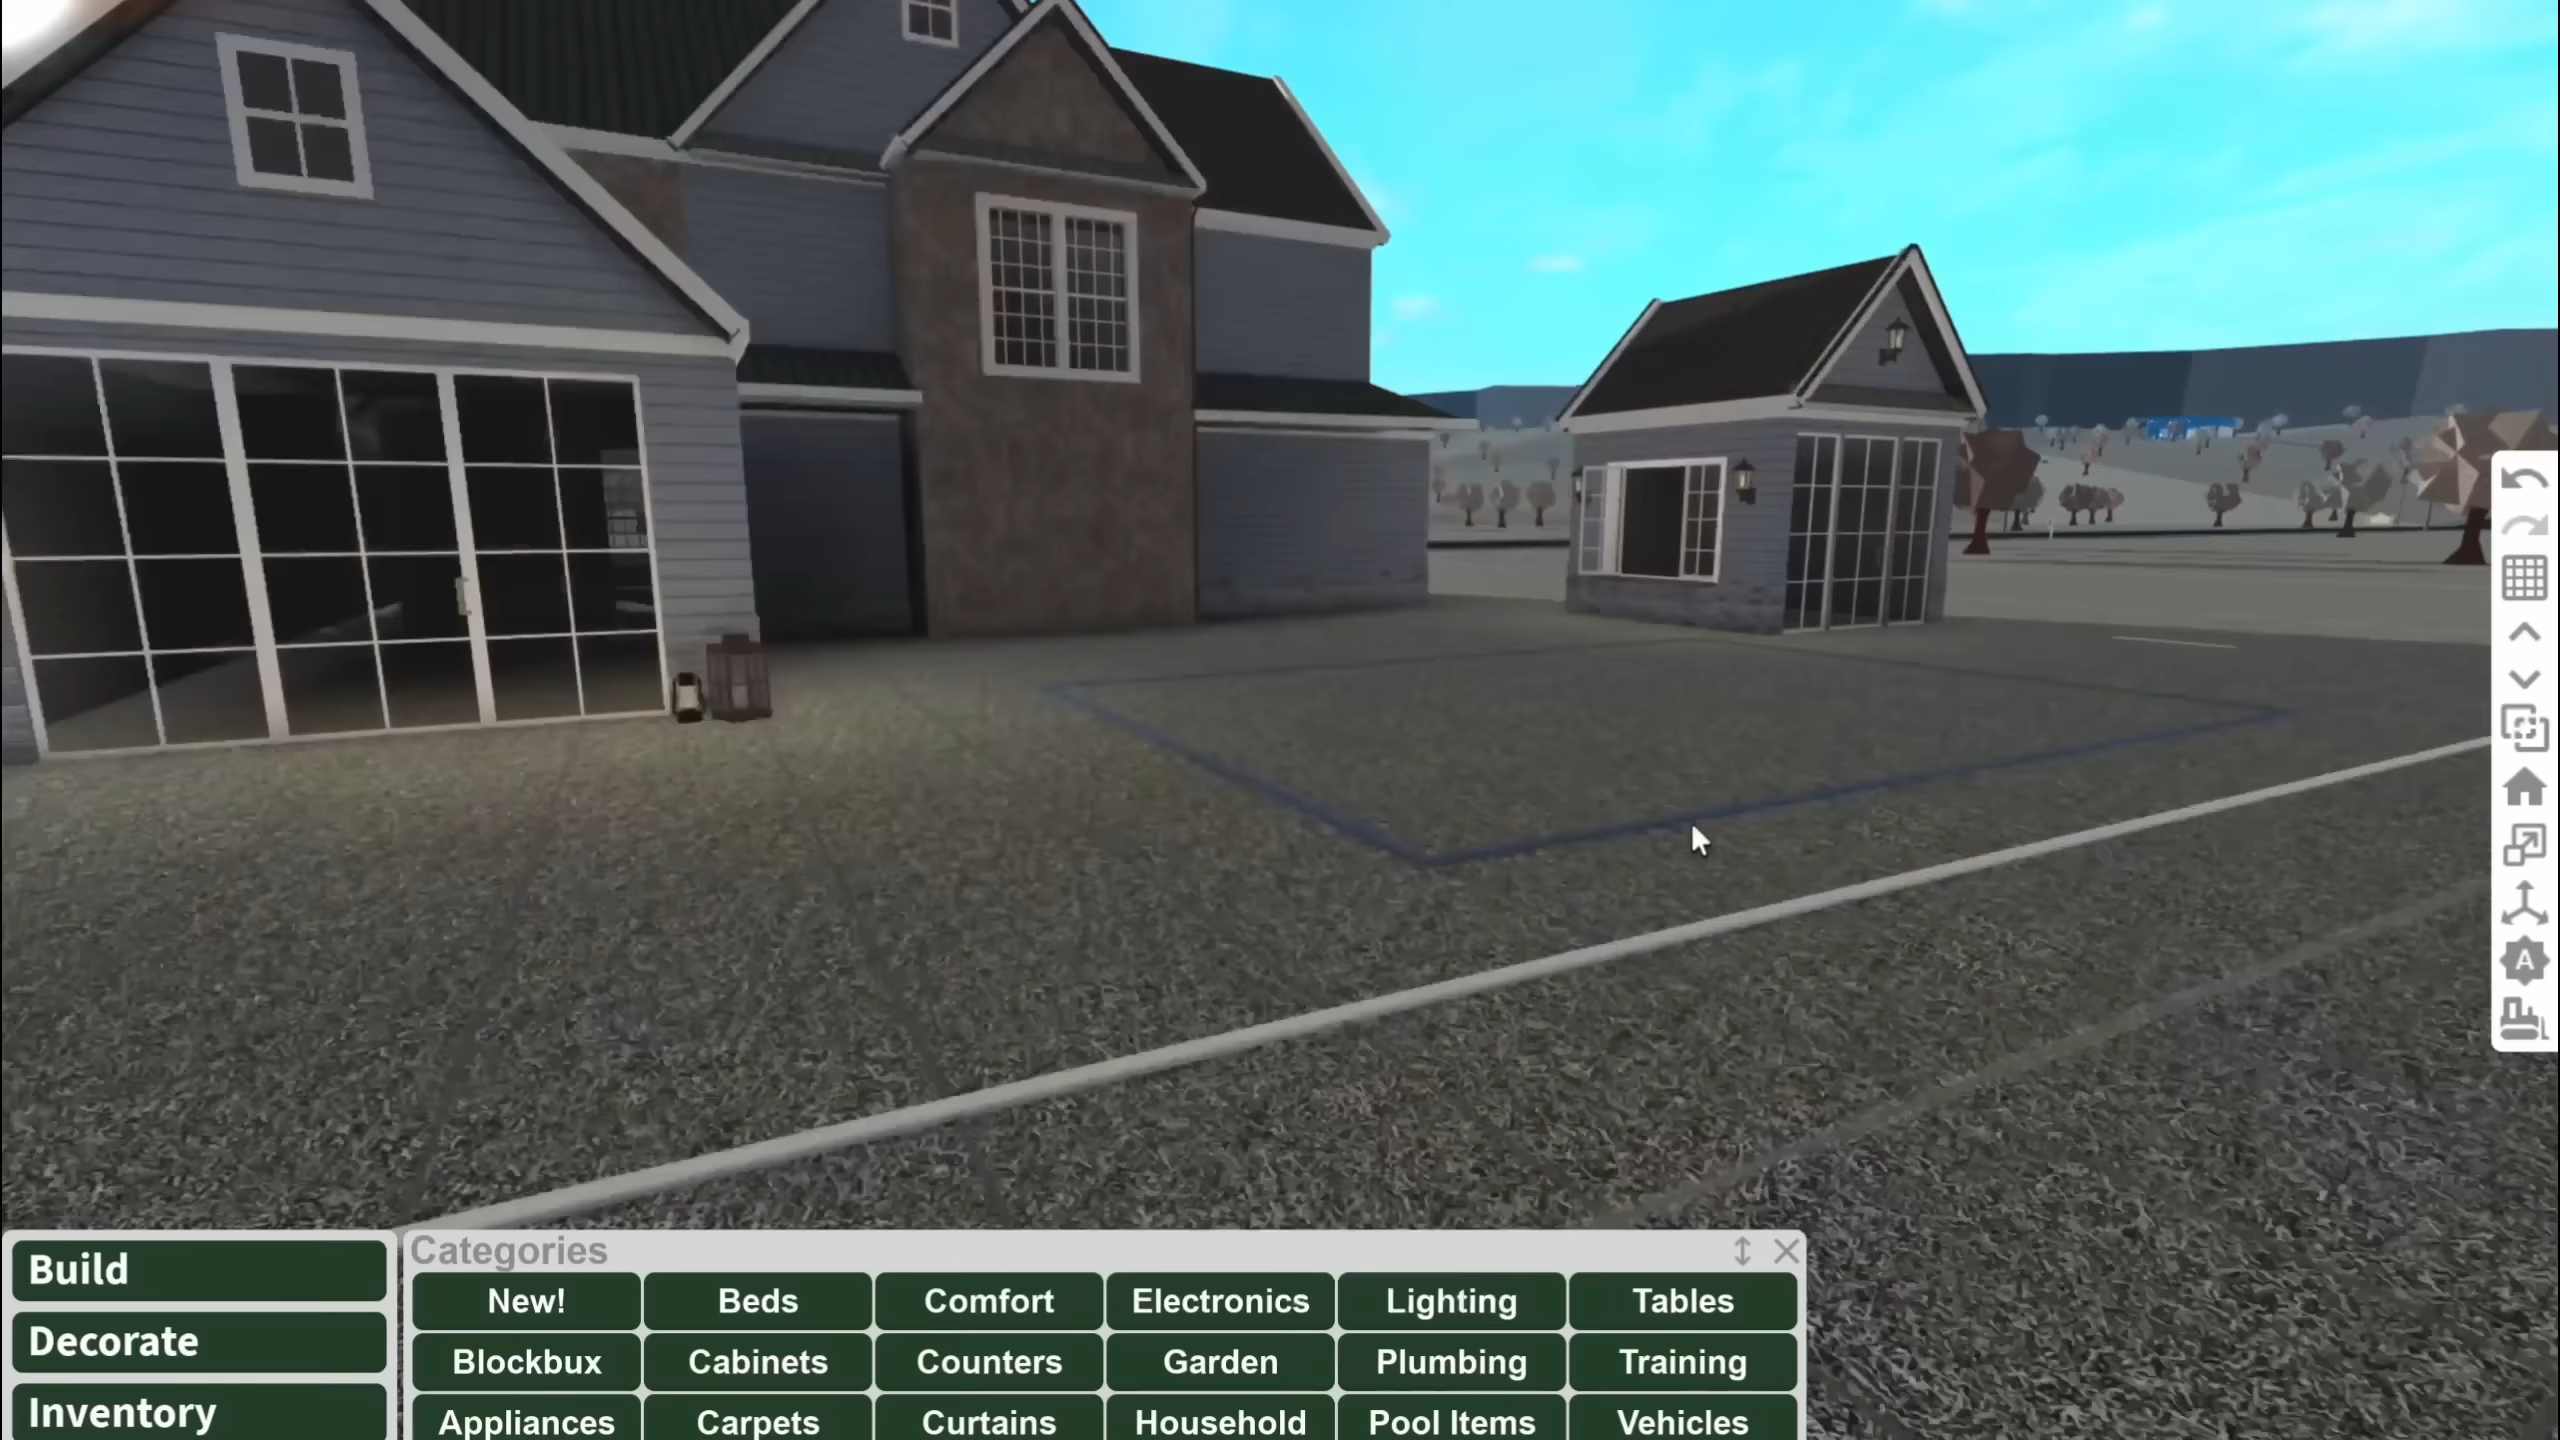 Build
Decorate
Inventory
Categories
New! Beds Comfort Electronics Lighting Tables
Blockbux Cabinets Counters Garden Plumbing Training
Appliances Carpets Curtains Household Pool Items Vehicles
A